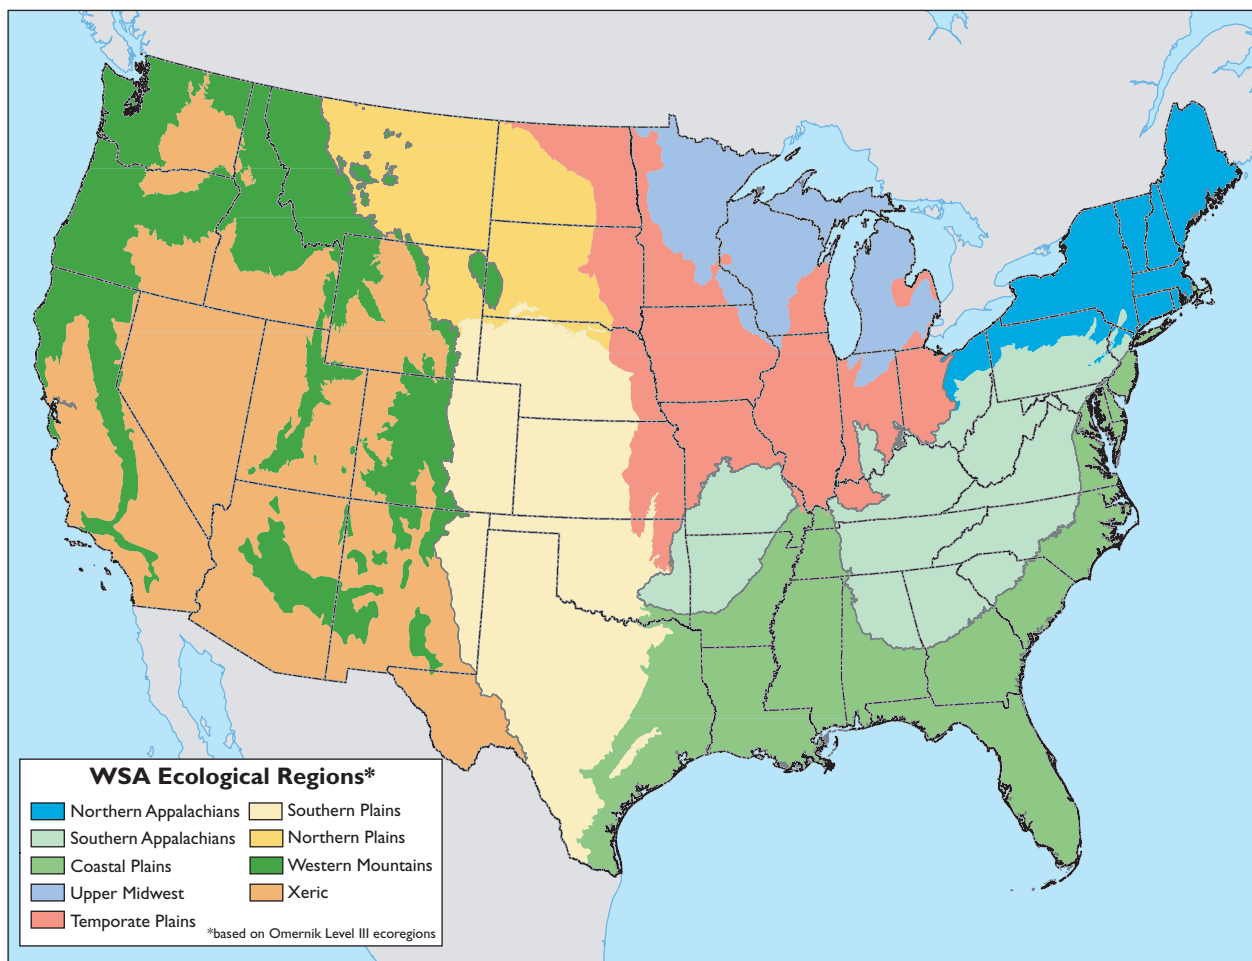 WSA Ecological Regions*
Northern Appalachians
Southern Appalachians
Coastal Plains
Upper Midwest
Temporate Plains
Southern Plains
Northern Plains
Western Mountains
Xeric
*based on Omernik Level III ecoregions